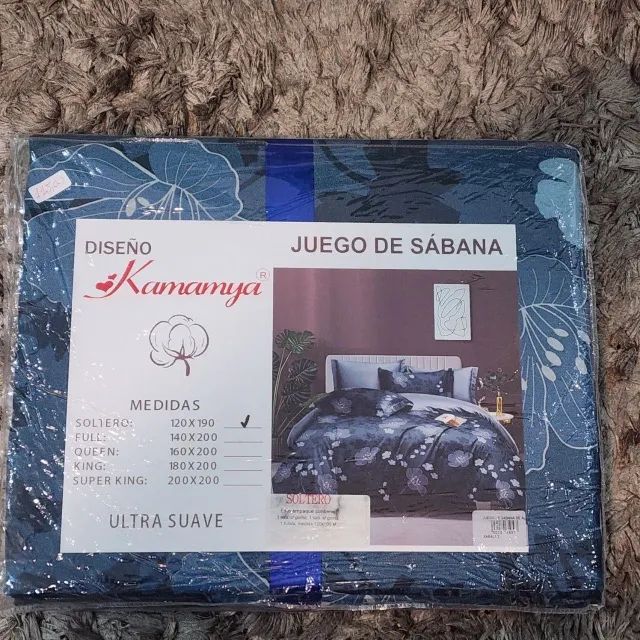 DISEÑO
Kamamya®
JUEGO DE SÁBANA
MEDIDAS
SOLTERO: 120X190 ✓
FULL: 140X200
QUEEN: 160X200
KING: 180X200
SUPER KING: 200X200
ULTRA SUAVE
SOLTERO